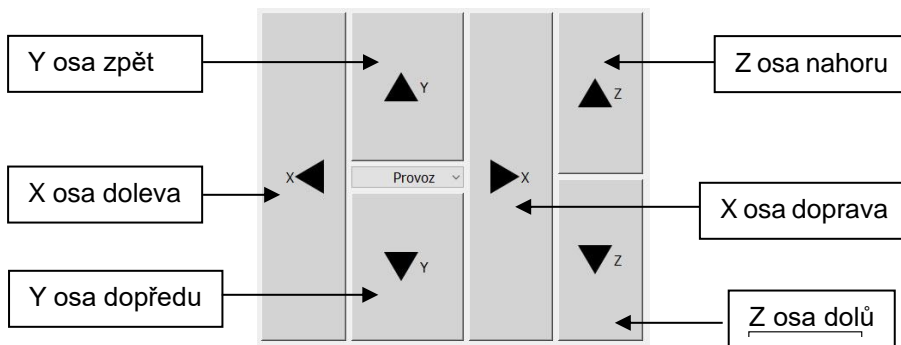 Y osa zpět
Z osa nahoru
Y
Z
X osa doleva
X
Provoz
X
X osa doprava
Y
Z
Y osa dopředu
Z osa dolů